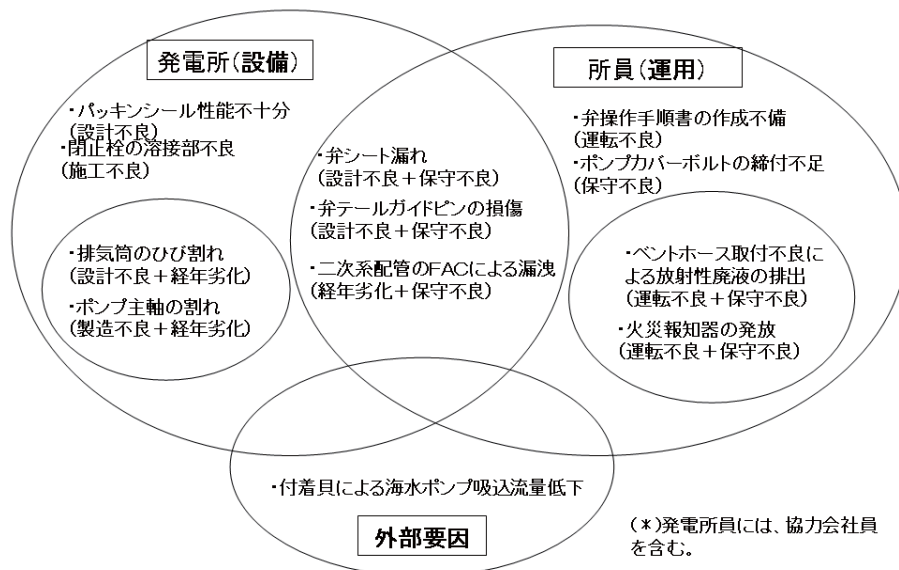 発電所(設備)
所員(運用)
・パッキンシール性能不十分
(設計不良)
・閉止栓の溶接部不良
(施工不良)
・弁シート漏れ
(設計不良+保守不良)
・弁テールガイドピンの損傷
(設計不良+保守不良)
・二次系配管のFACによる漏洩
(経年劣化+保守不良)
・弁操作手順書の作成不備
(運転不良)
・ポンプカバーボルトの締付不足
(保守不良)
・排気筒のひび割れ
(設計不良+経年劣化)
・ポンプ主軸の割れ
(製造不良+経年劣化)
・ベントホース取付不良に
よる放射性廃液の排出
(運転不良+保守不良)
・火災報知器の発放
(運転不良+保守不良)
・付着貝による海水ポンプ吸込流量低下
外部要因
(*)発電所員には、協力会社員
を含む。